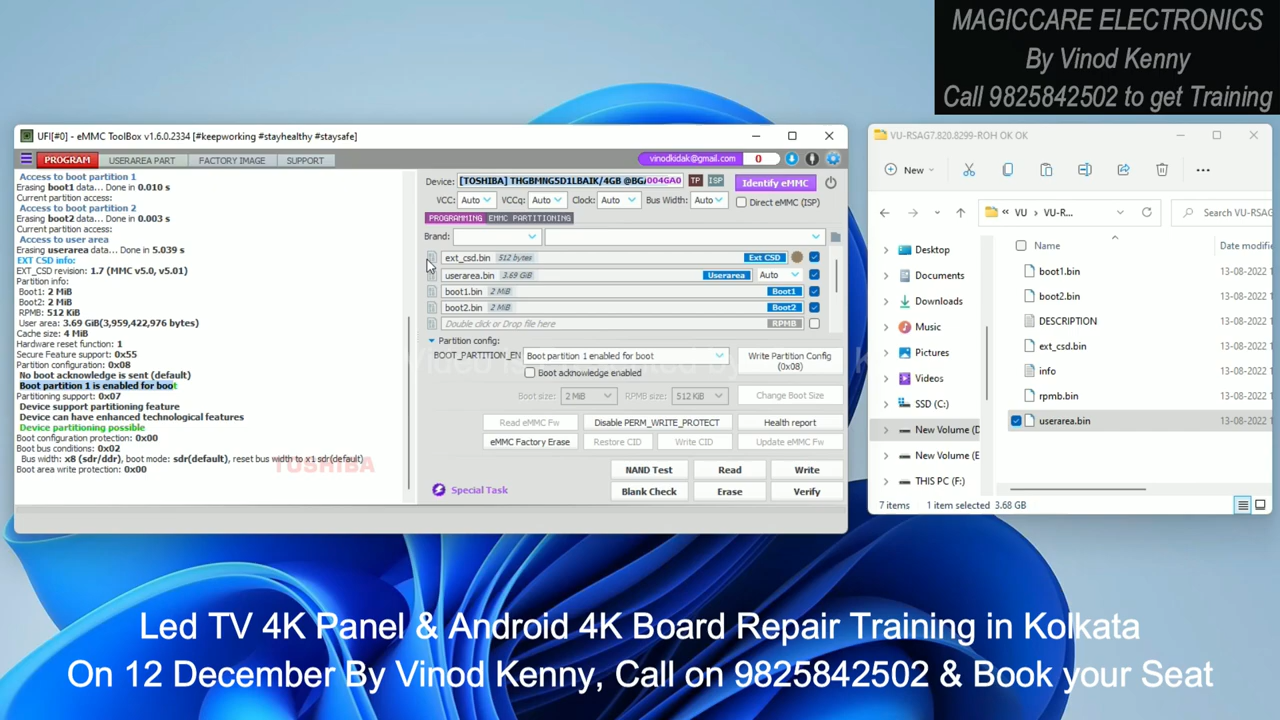 MAGICCARE ELECTRONICS
By Vinod Kenny
Call 9825842502 to get Training
UFI[#0] - eMMC ToolBox v1.6.0.2334 [#keepworking #stayhealthy #staysafe]
PROGRAM USERAREA PART FACTORY IMAGE SUPPORT vinodkidak@gmail.com 0
Access to boot partition 1
Erasing boot1 data... Done in 0.010 s
Current partition access:
Access to boot partition 2
Erasing boot2 data... Done in 0.003 s
Current partition access:
Access to user area
Erasing userarea data... Done in 5.039 s
EXT CSD info:
EXT_CSD revision: 1.7 (MMC v5.0, v5.01)
Partition info:
Boot1: 2 MiB
Boot2: 2 MiB
RPMB: 512 KiB
User area: 3.69 GiB(3,959,422,976 bytes)
Cache size: 4 MiB
Hardware reset function: 1
Secure Feature support: 0x55
Partition configuration: 0x08
No boot acknowledge is sent (default)
Boot partition 1 is enabled for boot
Partitioning support: 0x07
Device support partitioning feature
Device can have enhanced technological features
Device partitioning possible
Boot configuration protection: 0x00
Boot bus conditions: 0x02
Bus width: x8 (sdr/ddr), boot mode: sdr(default), reset bus width to x1 sdr(default)
Boot area write protection: 0x00
TOSHIBA
Device: [TOSHIBA] THGBMNG5D1LBAIK/4GB @BGA 004GA0 TP ISP Identify eMMC
VCC: Auto VCCq: Auto Clock: Auto Bus Width: Auto Direct eMMC (ISP)
PROGRAMMING EMMC PARTITIONING
Brand:
ext_csd.bin 512 bytes Ext CSD
userarea.bin 3.69 GiB Userarea Auto
boot1.bin 2 MiB Boot1
boot2.bin 2 MiB Boot2
Double click or Drop file here RPMB
Partition config:
BOOT_PARTITION_EN Boot partition 1 enabled for boot Write Partition Config
(0x08)
Boot acknowledge enabled
Boot size: 2 MiB RPMB size: 512 KiB Change Boot Size
Read eMMC Fw Disable PERM_WRITE_PROTECT Health report
eMMC Factory Erase Restore CID Write CID Update eMMC Fw
NAND Test Read Write
Special Task Blank Check Erase Verify
VU-RSAG7.820.8299-ROH OK OK
New
« VU › VU-R... Search VU-RSAG
Name Date modifie
Desktop
Documents
Downloads
Music
Pictures
Videos
SSD (C:)
New Volume (D
New Volume (E
THIS PC (F:)
boot1.bin 13-08-2022 1
boot2.bin 13-08-2022 1
DESCRIPTION 13-08-2022 1
ext_csd.bin 13-08-2022 1
info 13-08-2022 1
rpmb.bin 13-08-2022 1
userarea.bin 13-08-2022 1
7 items 1 item selected 3.68 GB
Led TV 4K Panel & Android 4K Board Repair Training in Kolkata
On 12 December By Vinod Kenny, Call on 9825842502 & Book your Seat